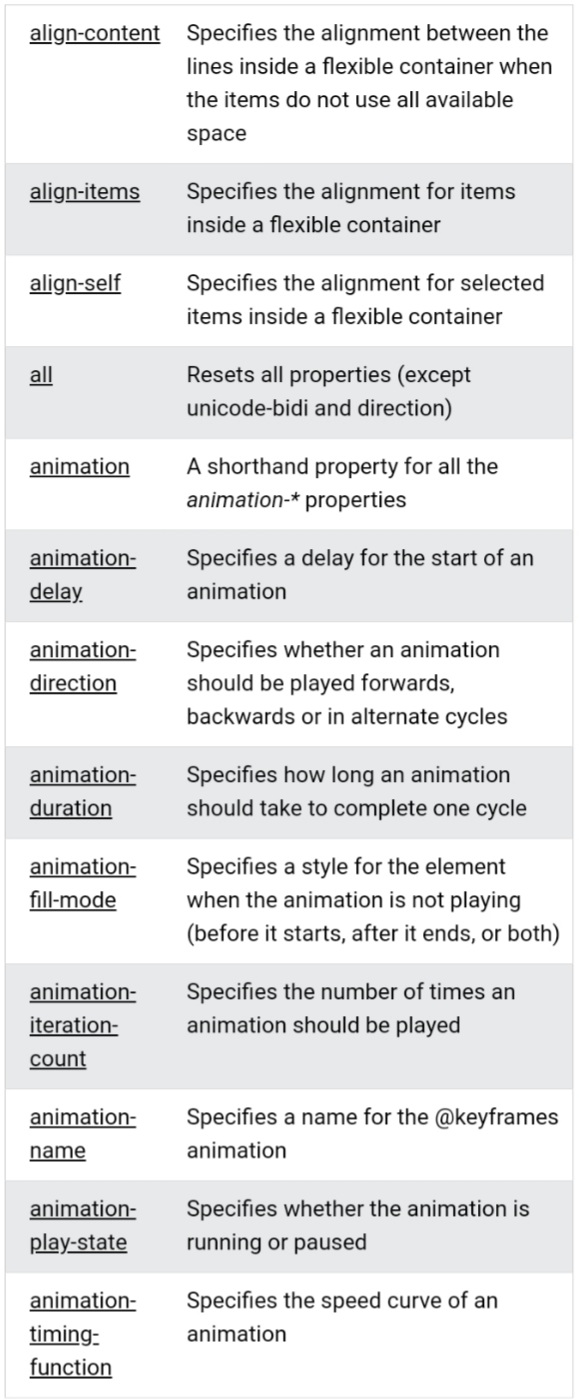 align-content Specifies the alignment between the
lines inside a flexible container when
the items do not use all available
space
align-items Specifies the alignment for items
inside a flexible container
align-self Specifies the alignment for selected
items inside a flexible container
all Resets all properties (except
unicode-bidi and direction)
animation A shorthand property for all the
animation-* properties
animation- Specifies a delay for the start of an
delay animation
animation- Specifies whether an animation
direction should be played forwards,
backwards or in alternate cycles
animation- Specifies how long an animation
duration should take to complete one cycle
animation- Specifies a style for the element
fill-mode when the animation is not playing
(before it starts, after it ends, or both)
animation- Specifies the number of times an
iteration- animation should be played
count
animation- Specifies a name for the @keyframes
name animation
animation- Specifies whether the animation is
play-state running or paused
animation- Specifies the speed curve of an
timing- animation
function